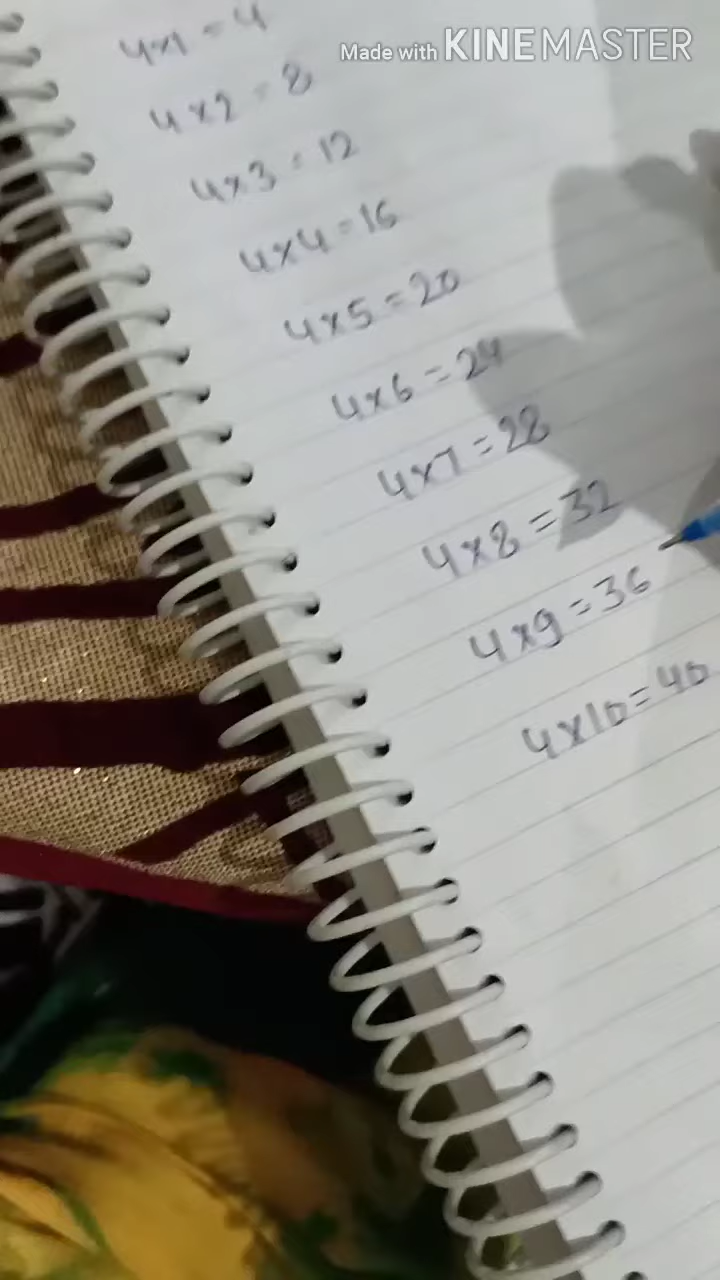 Made with KINEMASTER
4x1 = 4
4x2 = 8
4x3 = 12
4x4 = 16
4x5 = 20
4x6 = 24
4x7 = 28
4x8 = 32
4x9 = 36
4x10 = 40